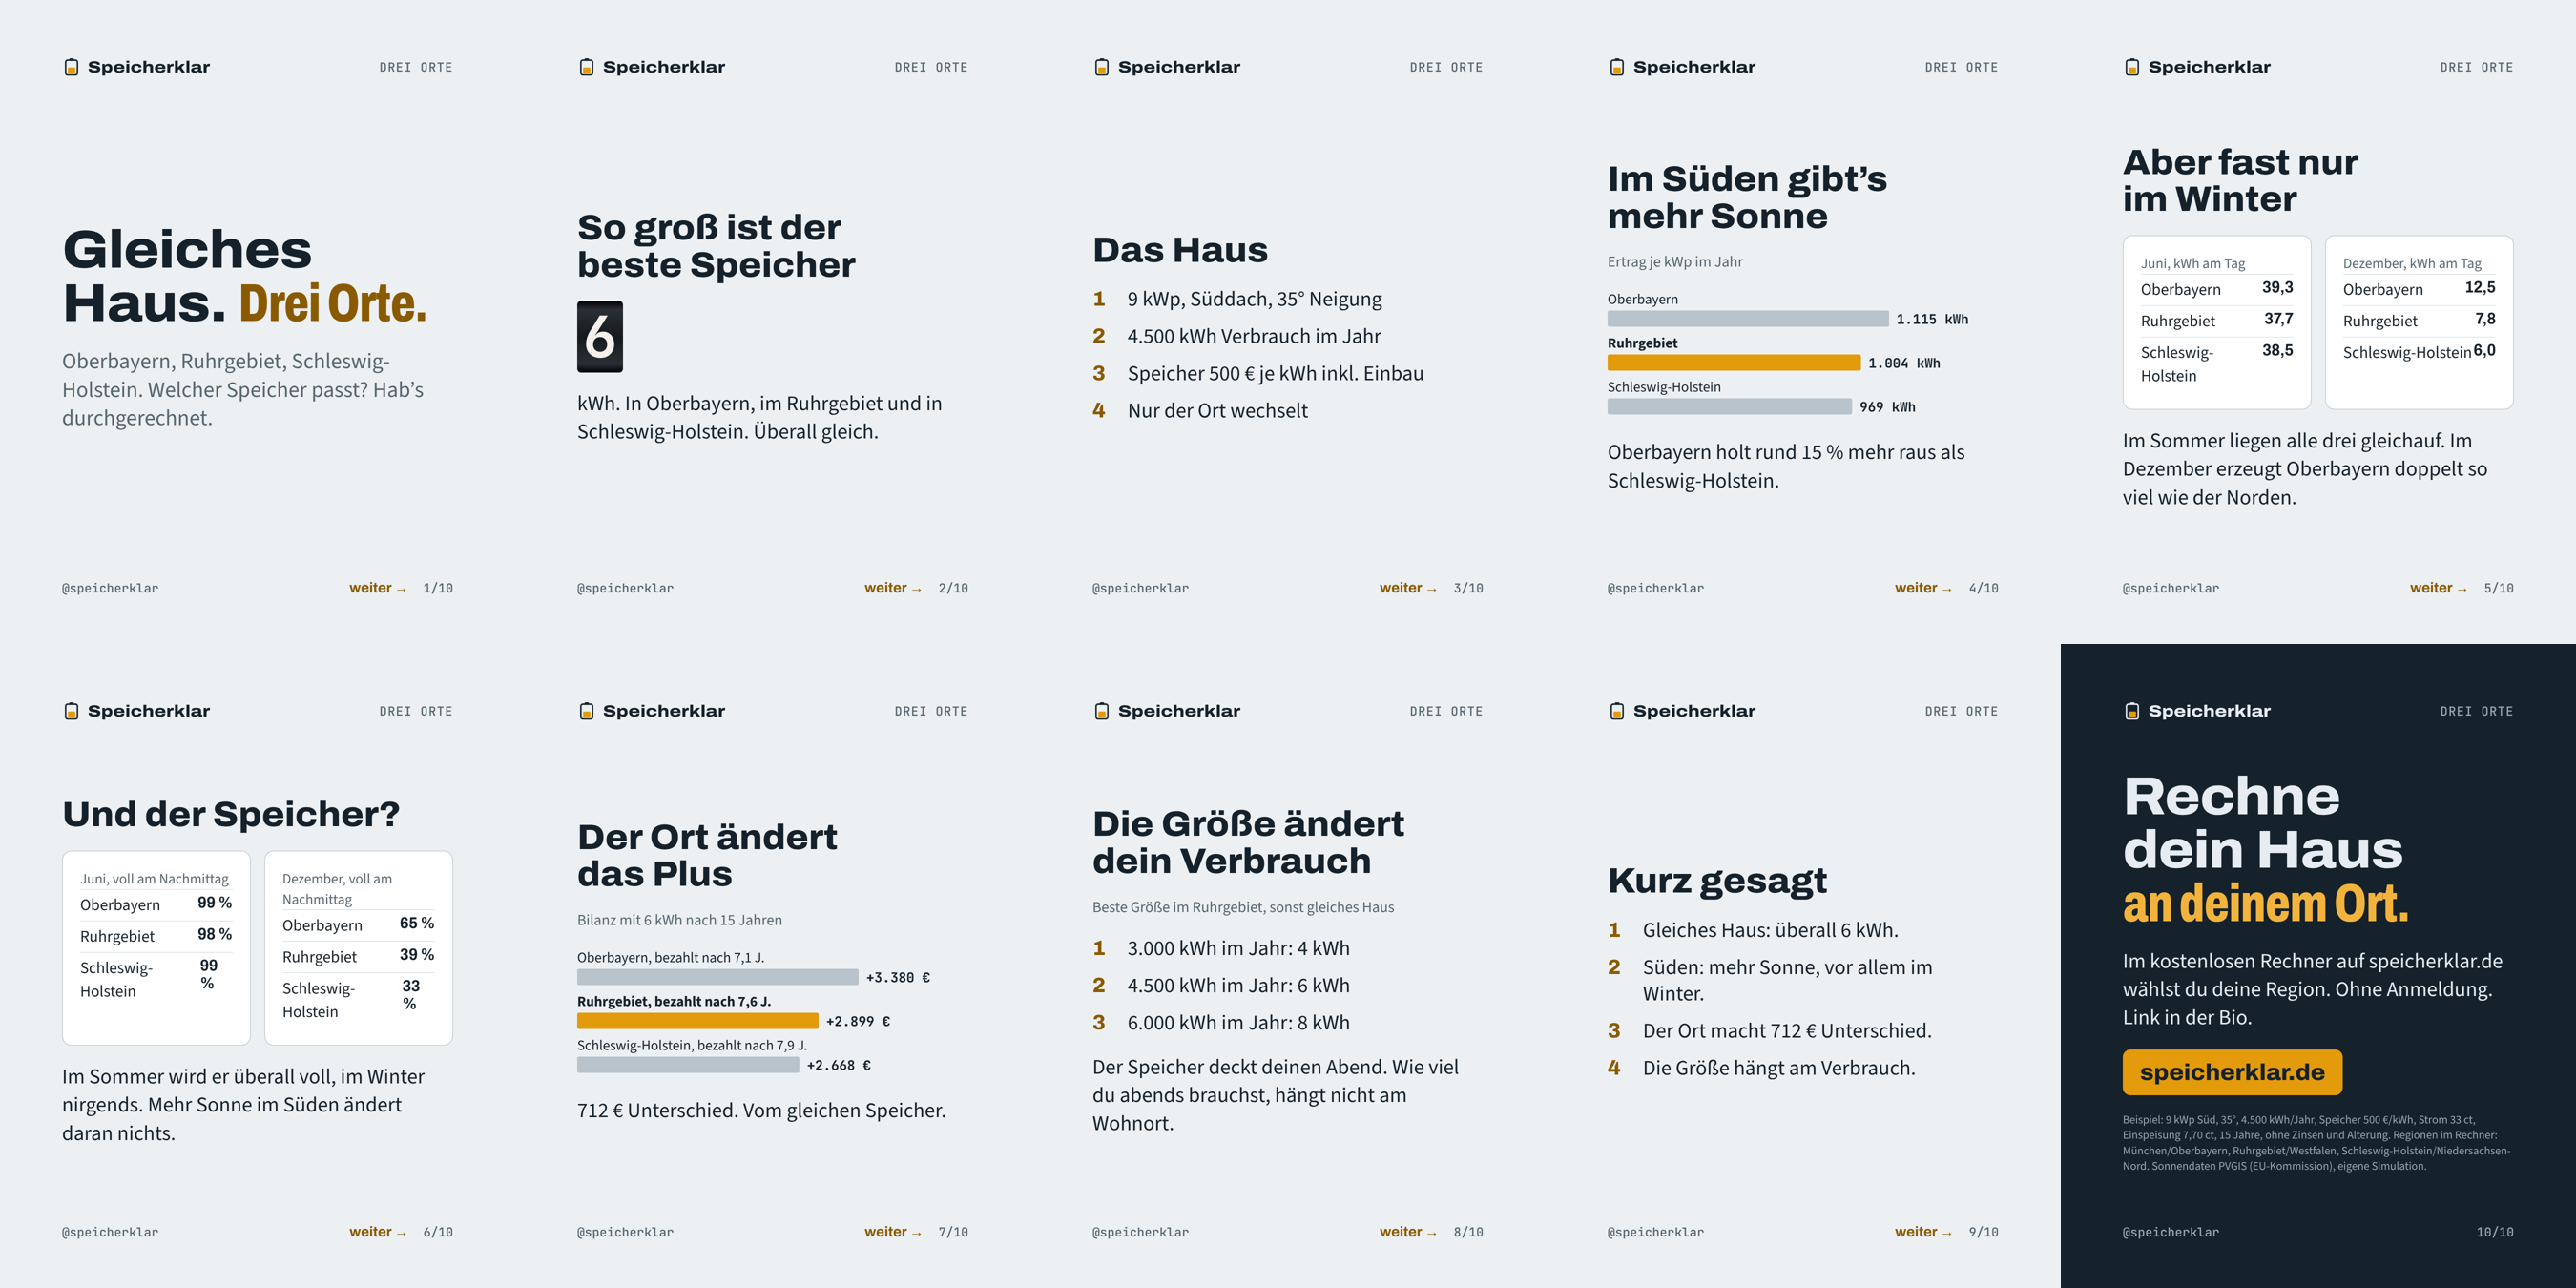 Speicherklar
DREI ORTE
Gleiches
Haus. Drei Orte.
Oberbayern, Ruhrgebiet, Schleswig-
Holstein. Welcher Speicher passt? Hab’s
durchgerechnet.
@speicherklar
weiter → 1/10
Speicherklar
DREI ORTE
So groß ist der
beste Speicher
6
kWh. In Oberbayern, im Ruhrgebiet und in
Schleswig-Holstein. Überall gleich.
@speicherklar
weiter → 2/10
Speicherklar
DREI ORTE
Das Haus
1 9 kWp, Süddach, 35° Neigung
2 4.500 kWh Verbrauch im Jahr
3 Speicher 500 € je kWh inkl. Einbau
4 Nur der Ort wechselt
@speicherklar
weiter → 3/10
Speicherklar
DREI ORTE
Im Süden gibt’s
mehr Sonne
Ertrag je kWp im Jahr
Oberbayern
1.115 kWh
Ruhrgebiet
1.004 kWh
Schleswig-Holstein
969 kWh
Oberbayern holt rund 15 % mehr raus als
Schleswig-Holstein.
@speicherklar
weiter → 4/10
Speicherklar
DREI ORTE
Aber fast nur
im Winter
Juni, kWh am Tag
Oberbayern 39,3
Ruhrgebiet 37,7
Schleswig- 38,5
Holstein
Dezember, kWh am Tag
Oberbayern 12,5
Ruhrgebiet 7,8
Schleswig-Holstein 6,0
Im Sommer liegen alle drei gleichauf. Im
Dezember erzeugt Oberbayern doppelt so
viel wie der Norden.
@speicherklar
weiter → 5/10
Speicherklar
DREI ORTE
Und der Speicher?
Juni, voll am Nachmittag
Oberbayern 99 %
Ruhrgebiet 98 %
Schleswig- 99
Holstein %
Dezember, voll am
Nachmittag
Oberbayern 65 %
Ruhrgebiet 39 %
Schleswig- 33
Holstein %
Im Sommer wird er überall voll, im Winter
nirgends. Mehr Sonne im Süden ändert
daran nichts.
@speicherklar
weiter → 6/10
Speicherklar
DREI ORTE
Der Ort ändert
das Plus
Bilanz mit 6 kWh nach 15 Jahren
Oberbayern, bezahlt nach 7,1 J.
+3.380 €
Ruhrgebiet, bezahlt nach 7,6 J.
+2.899 €
Schleswig-Holstein, bezahlt nach 7,9 J.
+2.668 €
712 € Unterschied. Vom gleichen Speicher.
@speicherklar
weiter → 7/10
Speicherklar
DREI ORTE
Die Größe ändert
dein Verbrauch
Beste Größe im Ruhrgebiet, sonst gleiches Haus
1 3.000 kWh im Jahr: 4 kWh
2 4.500 kWh im Jahr: 6 kWh
3 6.000 kWh im Jahr: 8 kWh
Der Speicher deckt deinen Abend. Wie viel
du abends brauchst, hängt nicht am
Wohnort.
@speicherklar
weiter → 8/10
Speicherklar
DREI ORTE
Kurz gesagt
1 Gleiches Haus: überall 6 kWh.
2 Süden: mehr Sonne, vor allem im
Winter.
3 Der Ort macht 712 € Unterschied.
4 Die Größe hängt am Verbrauch.
@speicherklar
weiter → 9/10
Speicherklar
DREI ORTE
Rechne
dein Haus
an deinem Ort.
Im kostenlosen Rechner auf speicherklar.de
wählst du deine Region. Ohne Anmeldung.
Link in der Bio.
speicherklar.de
Beispiel: 9 kWp Süd, 35°, 4.500 kWh/Jahr, Speicher 500 €/kWh, Strom 33 ct,
Einspeisung 7,70 ct, 15 Jahre, ohne Zinsen und Alterung. Regionen im Rechner:
München/Oberbayern, Ruhrgebiet/Westfalen, Schleswig-Holstein/Niedersachsen-
Nord. Sonnendaten PVGIS (EU-Kommission), eigene Simulation.
@speicherklar
10/10